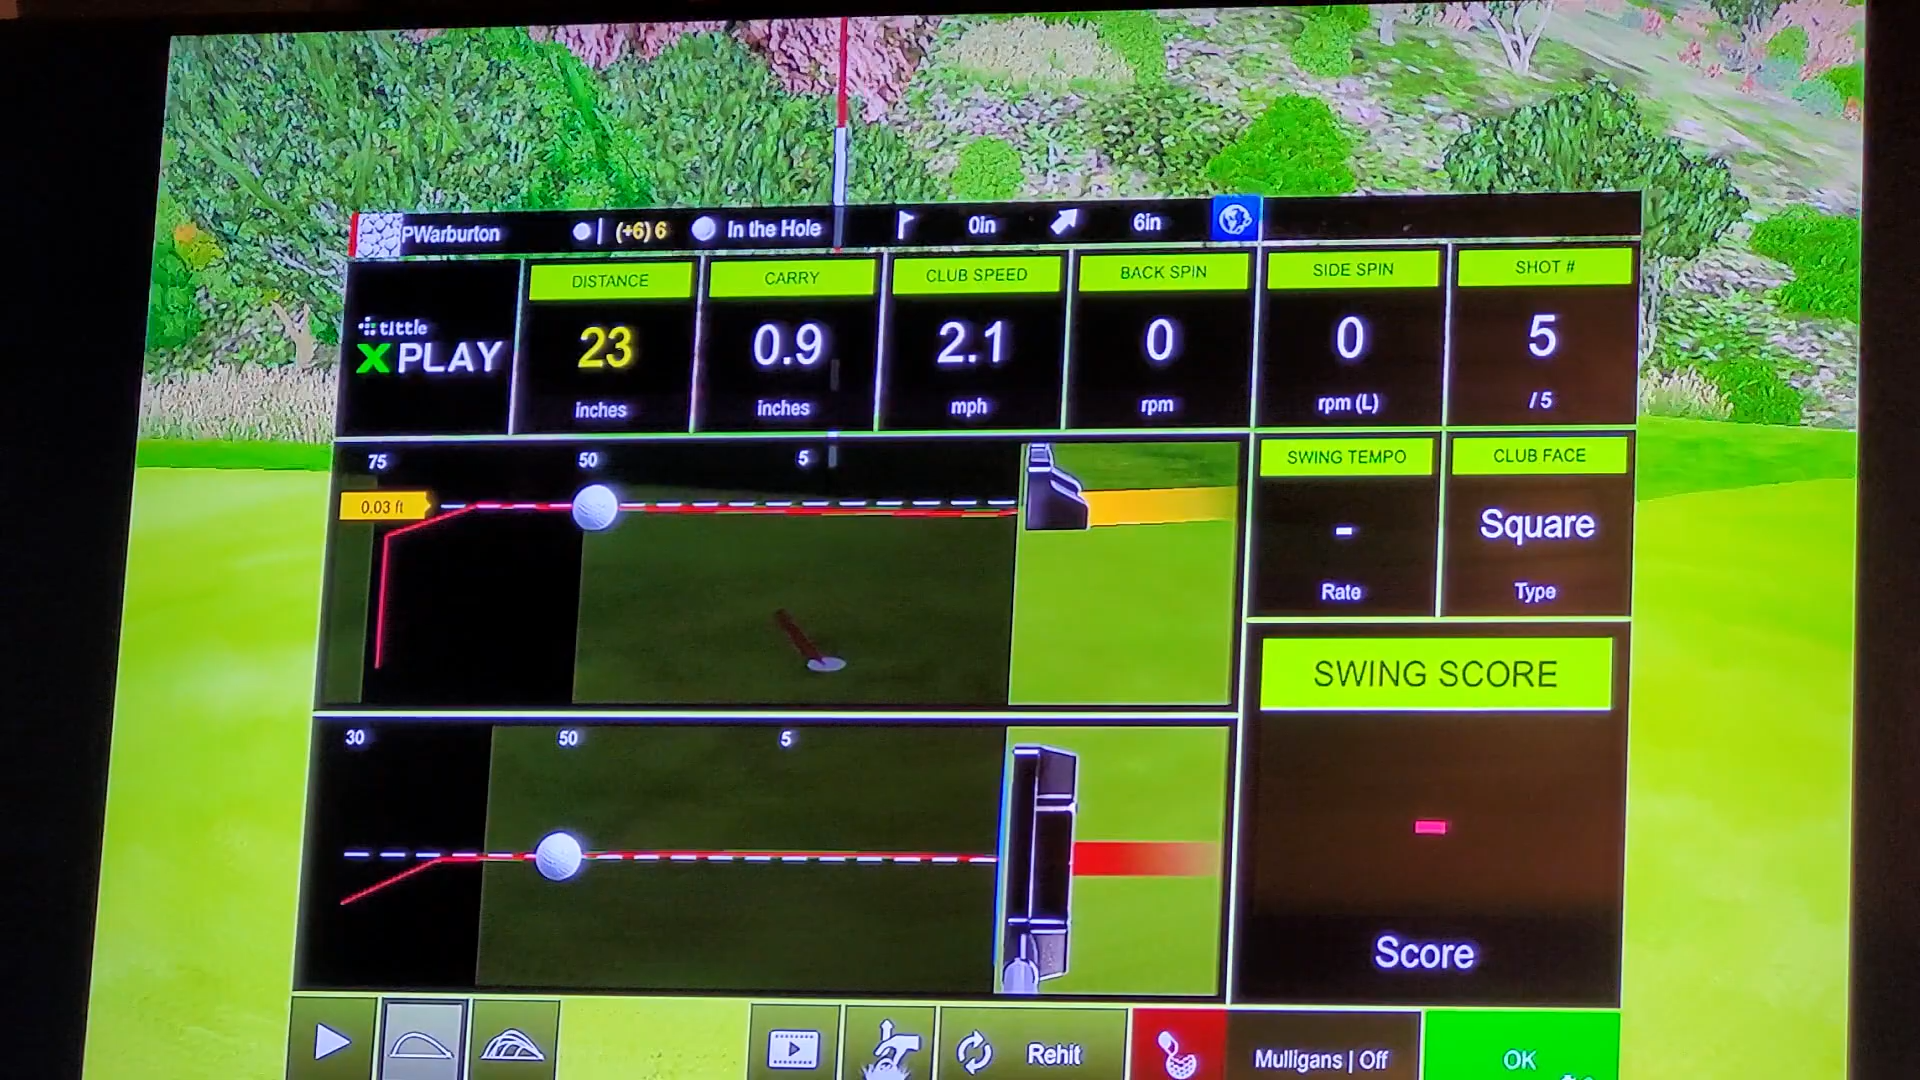 PWarburton (+6) 6 In the Hole 0in 6in
DISTANCE CARRY CLUB SPEED BACK SPIN SIDE SPIN SHOT #
tittle
X PLAY
23 0.9 2.1 0 0 5
inches inches mph rpm rpm (L) / 5
75 50 5
0.03 ft
SWING TEMPO CLUB FACE
- Square
Rate Type
SWING SCORE
-
Score
30 50 5
Rehit Mulligans | Off OK